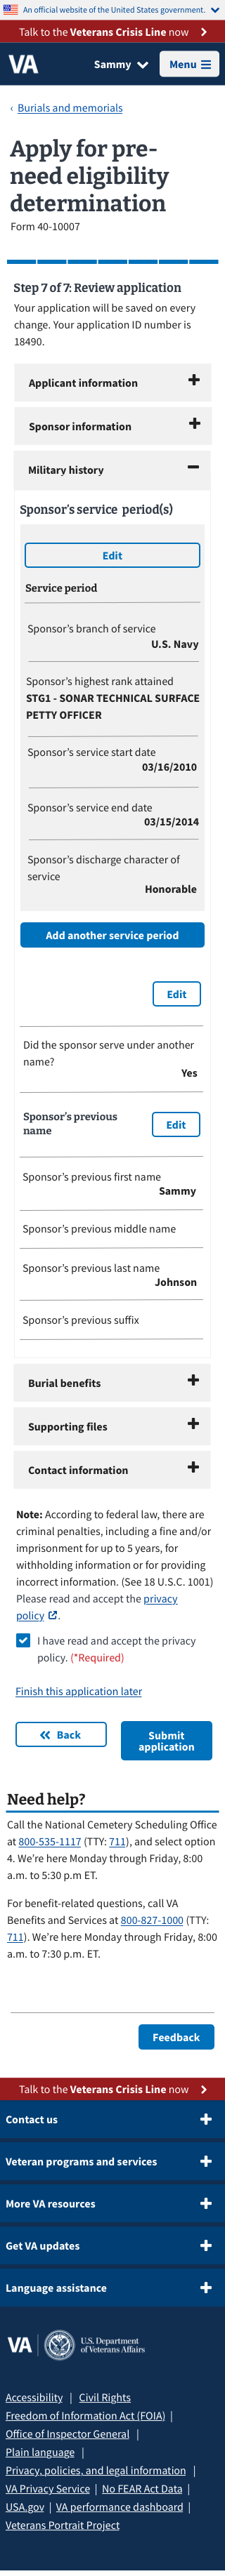 An official website of the United States government.
Talk to the Veterans Crisis Line now
VA Sammy Menu
Burials and memorials
Apply for pre-
need eligibility
determination
Form 40-10007
Step 7 of 7: Review application
Your application will be saved on every
change. Your application ID number is
18490.
Applicant information
Sponsor information
Military history
Sponsor's service period(s)
Edit
Service period
Sponsor's branch of service
U.S. Navy
Sponsor's highest rank attained
STG1 - SONAR TECHNICAL SURFACE
PETTY OFFICER
Sponsor's service start date
03/16/2010
Sponsor's service end date
03/15/2014
Sponsor's discharge character of
service
Honorable
Add another service period
Edit
Did the sponsor serve under another
name?
Yes
Sponsor's previous
name
Edit
Sponsor's previous first name
Sammy
Sponsor's previous middle name
Sponsor's previous last name
Johnson
Sponsor's previous suffix
Burial benefits
Supporting files
Contact information
Note: According to federal law, there are
criminal penalties, including a fine and/or
imprisonment for up to 5 years, for
withholding information or for providing
incorrect information. (See 18 U.S.C. 1001)
Please read and accept the privacy
policy.
I have read and accept the privacy
policy. (*Required)
Finish this application later
Back
Submit
application
Need help?
Call the National Cemetery Scheduling Office
at 800-535-1117 (TTY: 711), and select option
4. We're here Monday through Friday, 8:00
a.m. to 5:30 p.m ET.
For benefit-related questions, call VA
Benefits and Services at 800-827-1000 (TTY:
711). We're here Monday through Friday, 8:00
a.m. to 7:30 p.m. ET.
Feedback
Talk to the Veterans Crisis Line now
Contact us
Veteran programs and services
More VA resources
Get VA updates
Language assistance
VA U.S. Department
of Veterans Affairs
Accessibility | Civil Rights
Freedom of Information Act (FOIA) |
Office of Inspector General |
Plain language |
Privacy, policies, and legal information |
VA Privacy Service | No FEAR Act Data |
USA.gov | VA performance dashboard |
Veterans Portrait Project